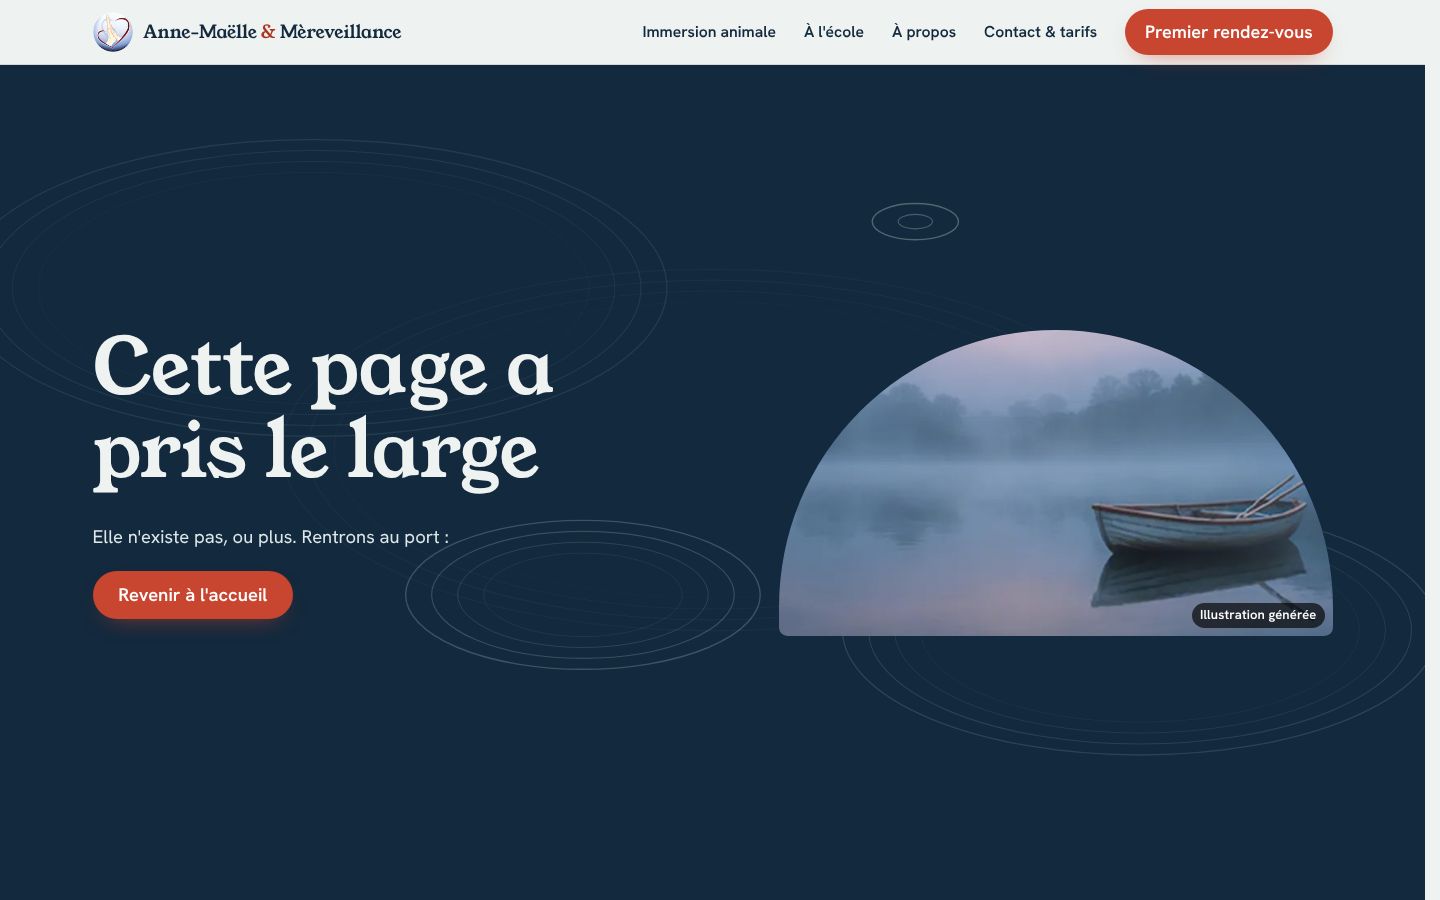 Anne-Maëlle & Mèreveillance
Immersion animale
À l'école
À propos
Contact & tarifs
Premier rendez-vous
Cette page a
pris le large
Elle n'existe pas, ou plus. Rentrons au port :
Revenir à l'accueil
Illustration générée